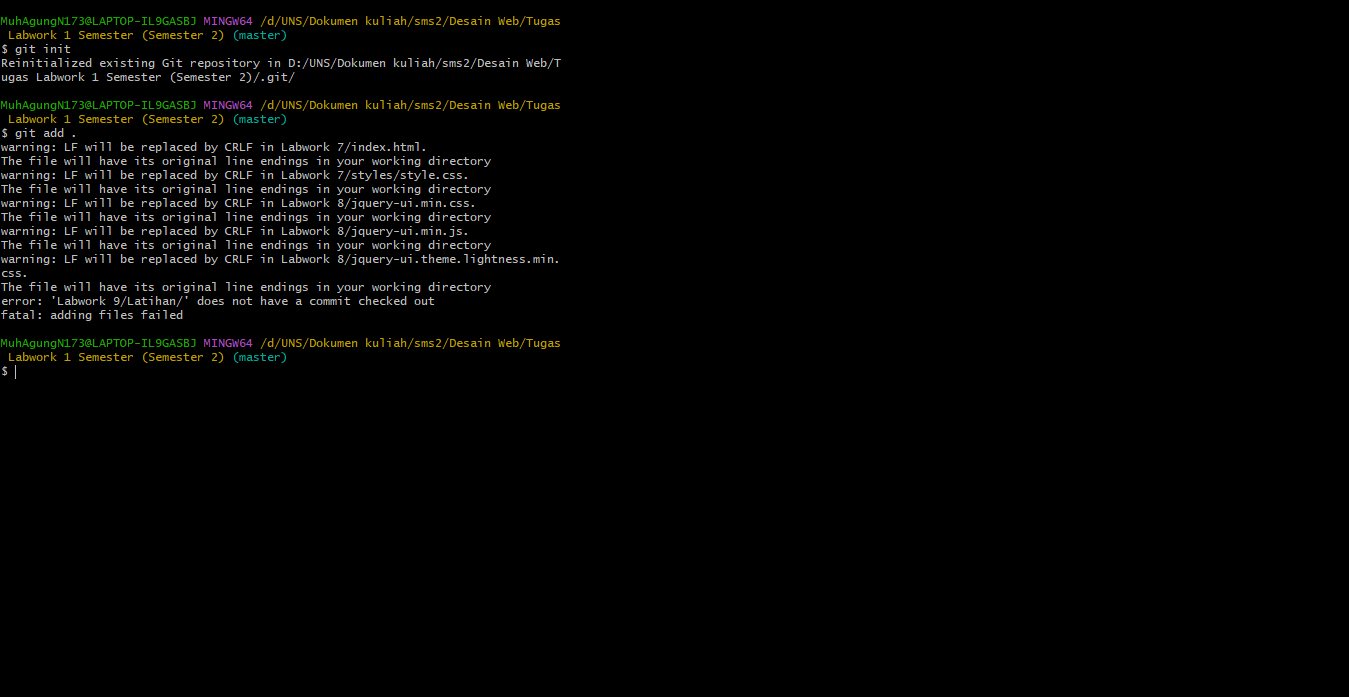 MuhAgungN173@LAPTOP-IL9GASBJ MINGW64 /d/UNS/Dokumen kuliah/sms2/Desain Web/Tugas
 Labwork 1 Semester (Semester 2) (master)
$ git init
Reinitialized existing Git repository in D:/UNS/Dokumen kuliah/sms2/Desain Web/T
ugas Labwork 1 Semester (Semester 2)/.git/

MuhAgungN173@LAPTOP-IL9GASBJ MINGW64 /d/UNS/Dokumen kuliah/sms2/Desain Web/Tugas
 Labwork 1 Semester (Semester 2) (master)
$ git add .
warning: LF will be replaced by CRLF in Labwork 7/index.html.
The file will have its original line endings in your working directory
warning: LF will be replaced by CRLF in Labwork 7/styles/style.css.
The file will have its original line endings in your working directory
warning: LF will be replaced by CRLF in Labwork 8/jquery-ui.min.css.
The file will have its original line endings in your working directory
warning: LF will be replaced by CRLF in Labwork 8/jquery-ui.min.js.
The file will have its original line endings in your working directory
warning: LF will be replaced by CRLF in Labwork 8/jquery-ui.theme.lightness.min.
css.
The file will have its original line endings in your working directory
error: 'Labwork 9/Latihan/' does not have a commit checked out
fatal: adding files failed

MuhAgungN173@LAPTOP-IL9GASBJ MINGW64 /d/UNS/Dokumen kuliah/sms2/Desain Web/Tugas
 Labwork 1 Semester (Semester 2) (master)
$